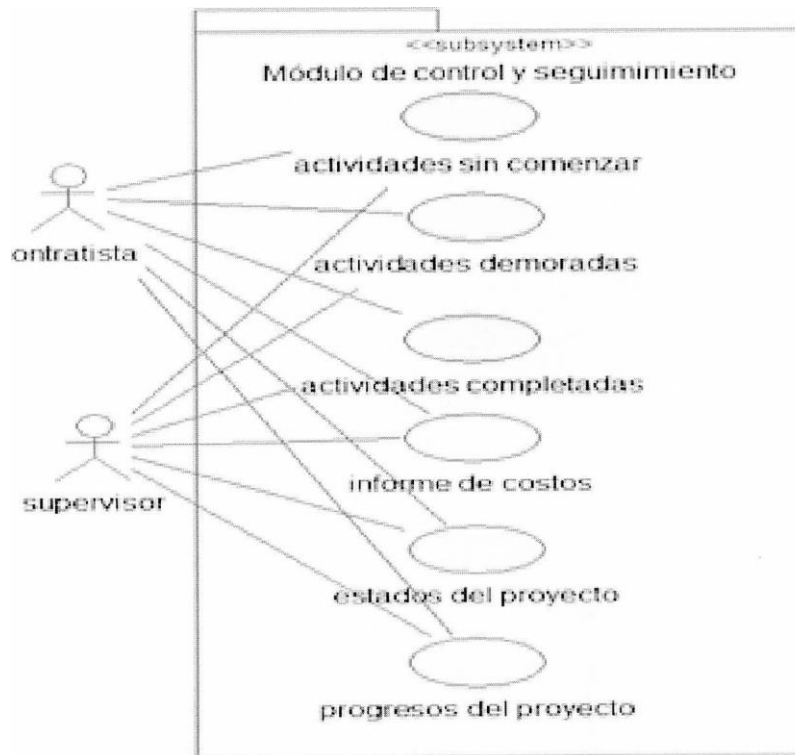 <<subsystem>>
Módulo de control y seguimimiento
actividades sin comenzar
ontratista
actividades demoradas
actividades completadas
informe de costos
supervisor
estados del proyecto
progresos del proyecto